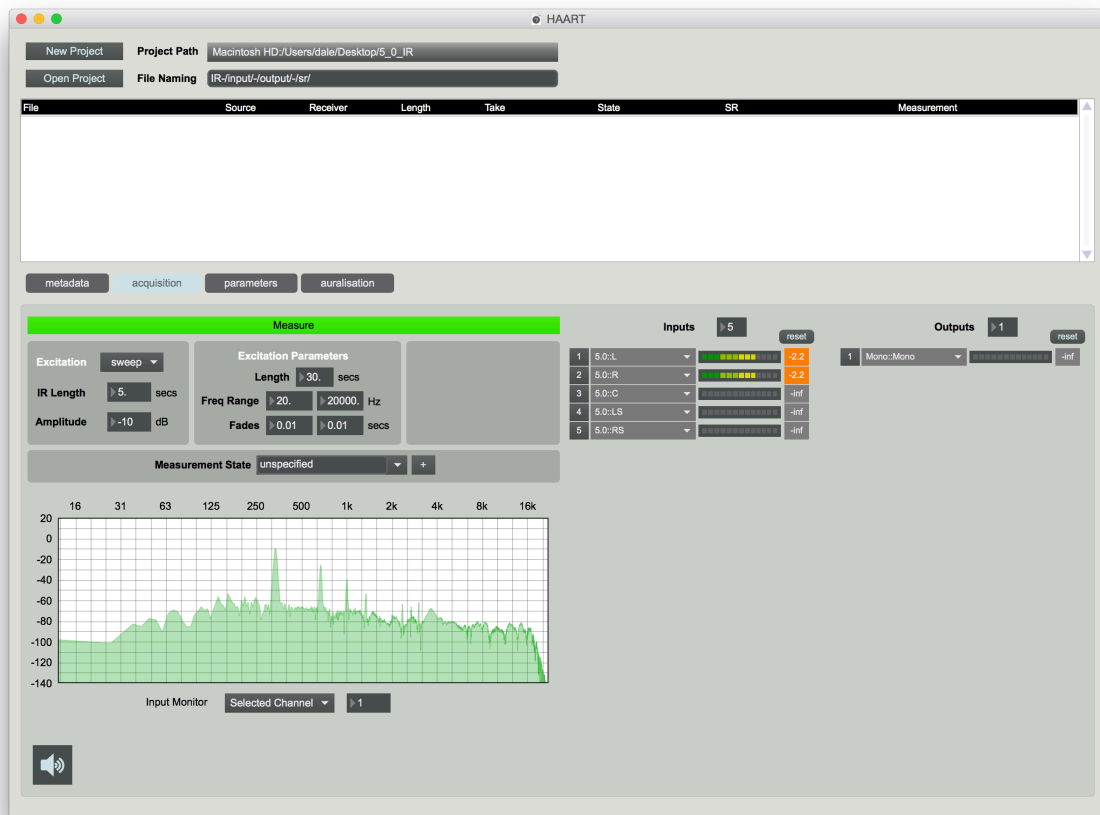 HAART
New Project Project Path Macintosh HD:/Users/dale/Desktop/5_0_IR
Open Project File Naming IR-/input/-/output/-/sr/
File Source Receiver Length Take State SR Measurement
metadata acquisition parameters auralisation
Measure
Excitation sweep
IR Length 5. secs
Amplitude -10 dB
Excitation Parameters
Length 30. secs
Freq Range 20. 20000. Hz
Fades 0.01 0.01 secs
Measurement State unspecified +
16 31 63 125 250 500 1k 2k 4k 8k 16k
20
0
-20
-40
-60
-80
-100
-120
-140
Input Monitor Selected Channel 1
Inputs 5
reset
1 5.0::L -2.2
2 5.0::R -2.2
3 5.0::C -inf
4 5.0::LS -inf
5 5.0::RS -inf
Outputs 1
reset
1 Mono::Mono -inf